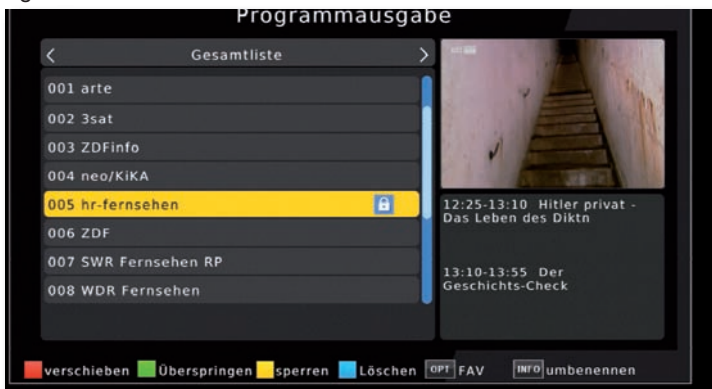 Programmausgabe
Gesamtliste
001 arte
002 3sat
003 ZDFinfo
004 neo/KiKA
005 hr-fernsehen
006 ZDF
007 SWR Fernsehen RP
008 WDR Fernsehen
12:25-13:10 Hitler privat -
Das Leben des Diktn
13:10-13:55 Der
Geschichts-Check
verschieben Überspringen sperren Löschen OPT FAV INFO umbenennen